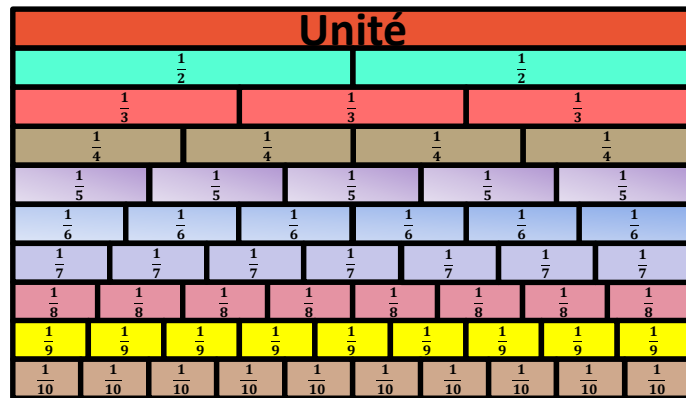 Unité
1/2 1/2
1/3 1/3 1/3
1/4 1/4 1/4 1/4
1/5 1/5 1/5 1/5 1/5
1/6 1/6 1/6 1/6 1/6 1/6
1/7 1/7 1/7 1/7 1/7 1/7 1/7
1/8 1/8 1/8 1/8 1/8 1/8 1/8 1/8
1/9 1/9 1/9 1/9 1/9 1/9 1/9 1/9 1/9
1/10 1/10 1/10 1/10 1/10 1/10 1/10 1/10 1/10 1/10